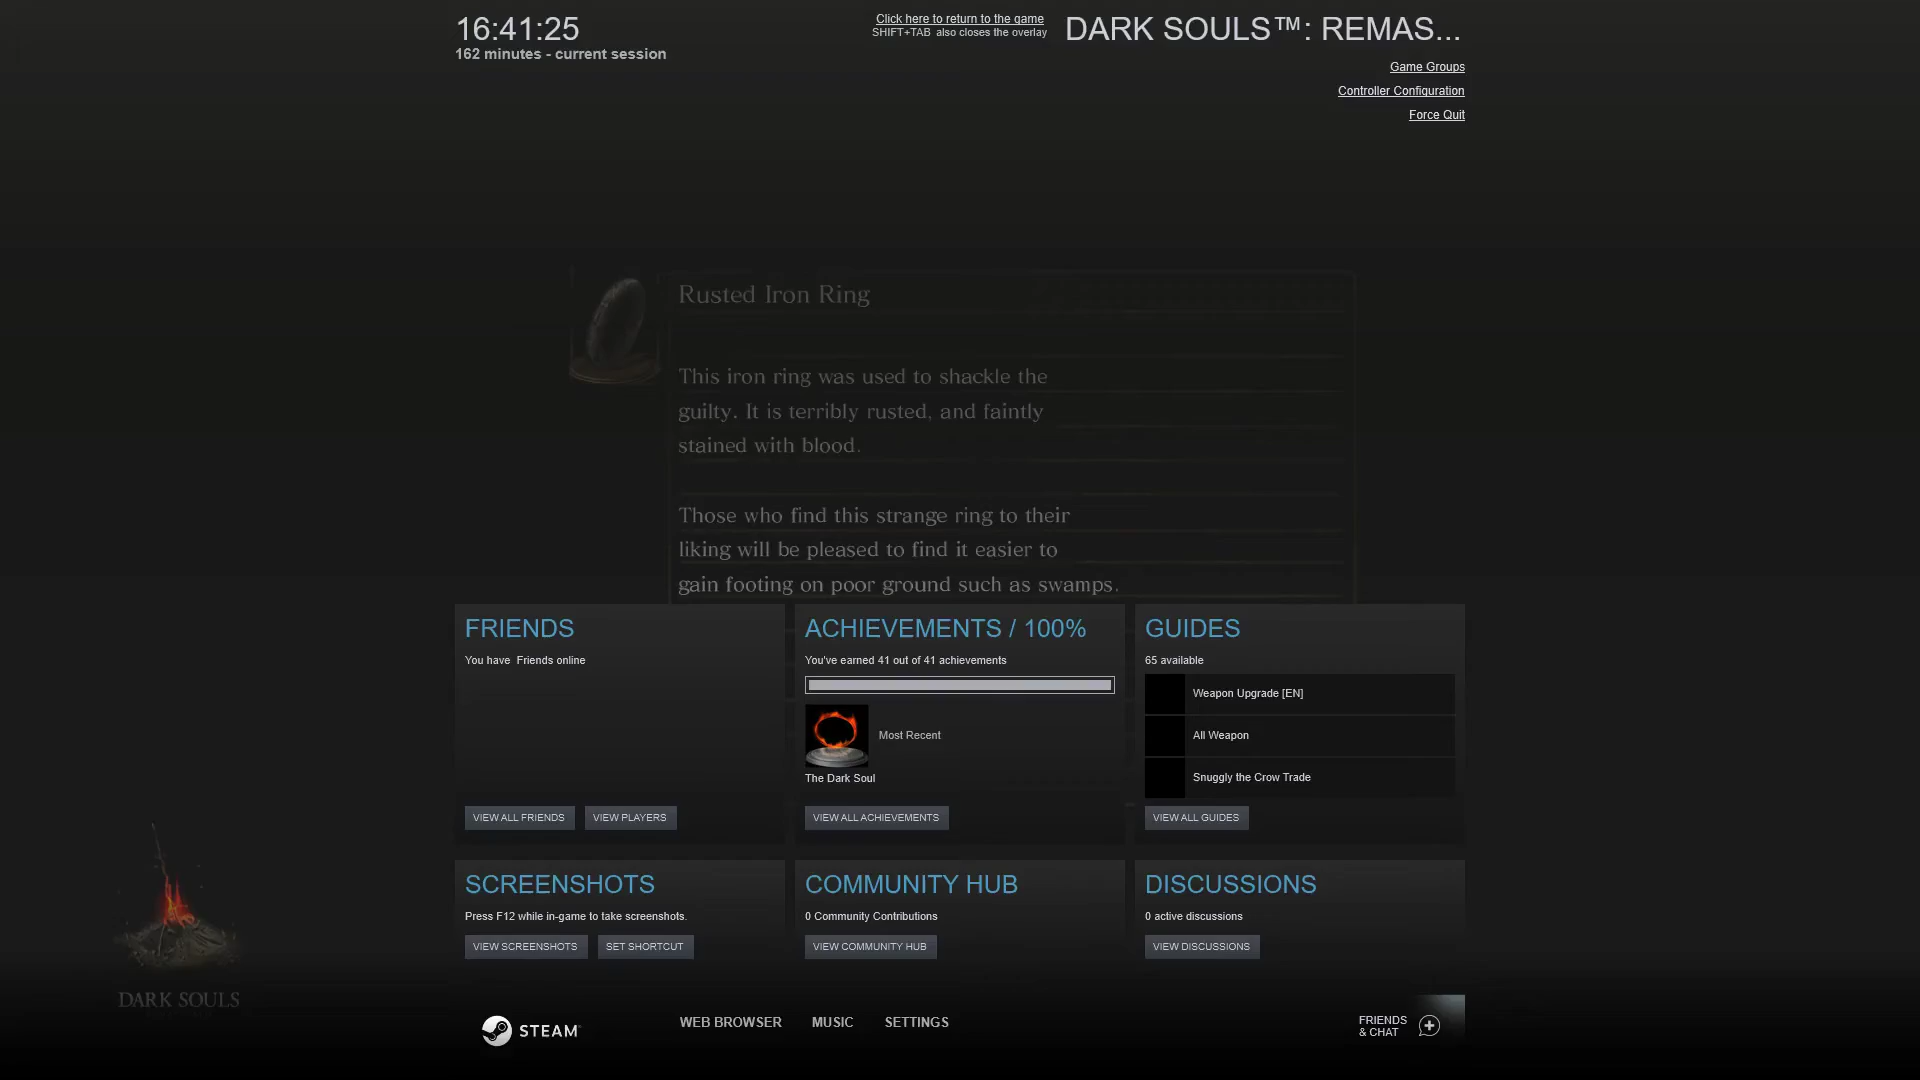 16:41:25
162 minutes - current session
Click here to return to the game
SHIFT+TAB also closes the overlay
DARK SOULS™: REMAS...
Game Groups
Controller Configuration
Force Quit
Rusted Iron Ring
This iron ring was used to shackle the
guilty. It is terribly rusted, and faintly
stained with blood.
Those who find this strange ring to their
liking will be pleased to find it easier to
gain footing on poor ground such as swamps.
FRIENDS
You have Friends online
VIEW ALL FRIENDS
VIEW PLAYERS
ACHIEVEMENTS / 100%
You've earned 41 out of 41 achievements
Most Recent
The Dark Soul
VIEW ALL ACHIEVEMENTS
GUIDES
65 available
Weapon Upgrade [EN]
All Weapon
Snuggly the Crow Trade
VIEW ALL GUIDES
SCREENSHOTS
Press F12 while in-game to take screenshots.
VIEW SCREENSHOTS
SET SHORTCUT
COMMUNITY HUB
0 Community Contributions
VIEW COMMUNITY HUB
DISCUSSIONS
0 active discussions
VIEW DISCUSSIONS
DARK SOULS
STEAM
WEB BROWSER
MUSIC
SETTINGS
FRIENDS
& CHAT